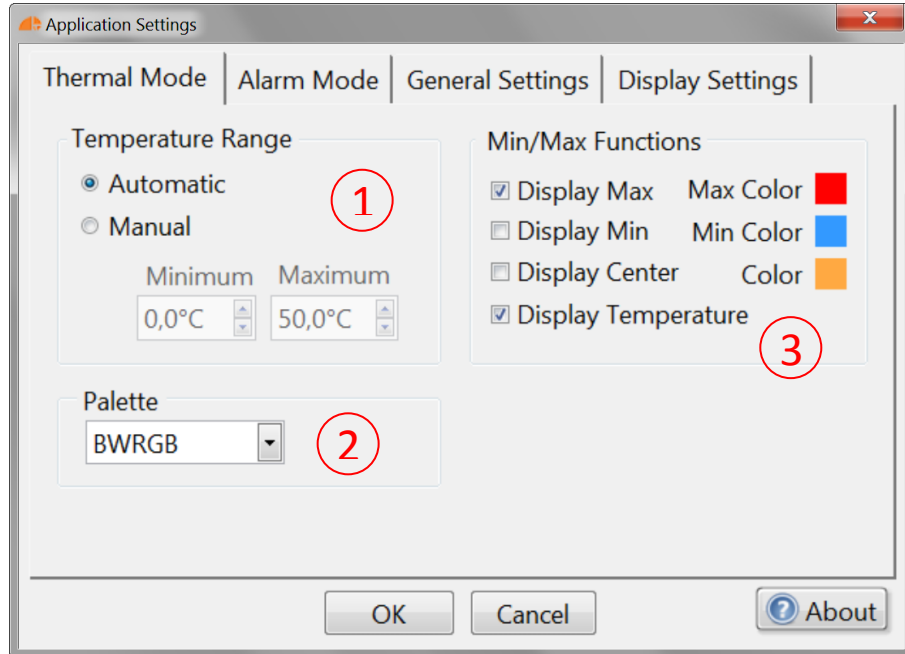 Application Settings
x
Thermal Mode
Alarm Mode
General Settings
Display Settings
Temperature Range
Automatic
Manual
1
Minimum
Maximum
0,0°C
50,0°C
Palette
BWRGB
2
Min/Max Functions
Display Max
Max Color
Display Min
Min Color
Display Center
Color
Display Temperature
3
OK
Cancel
? About